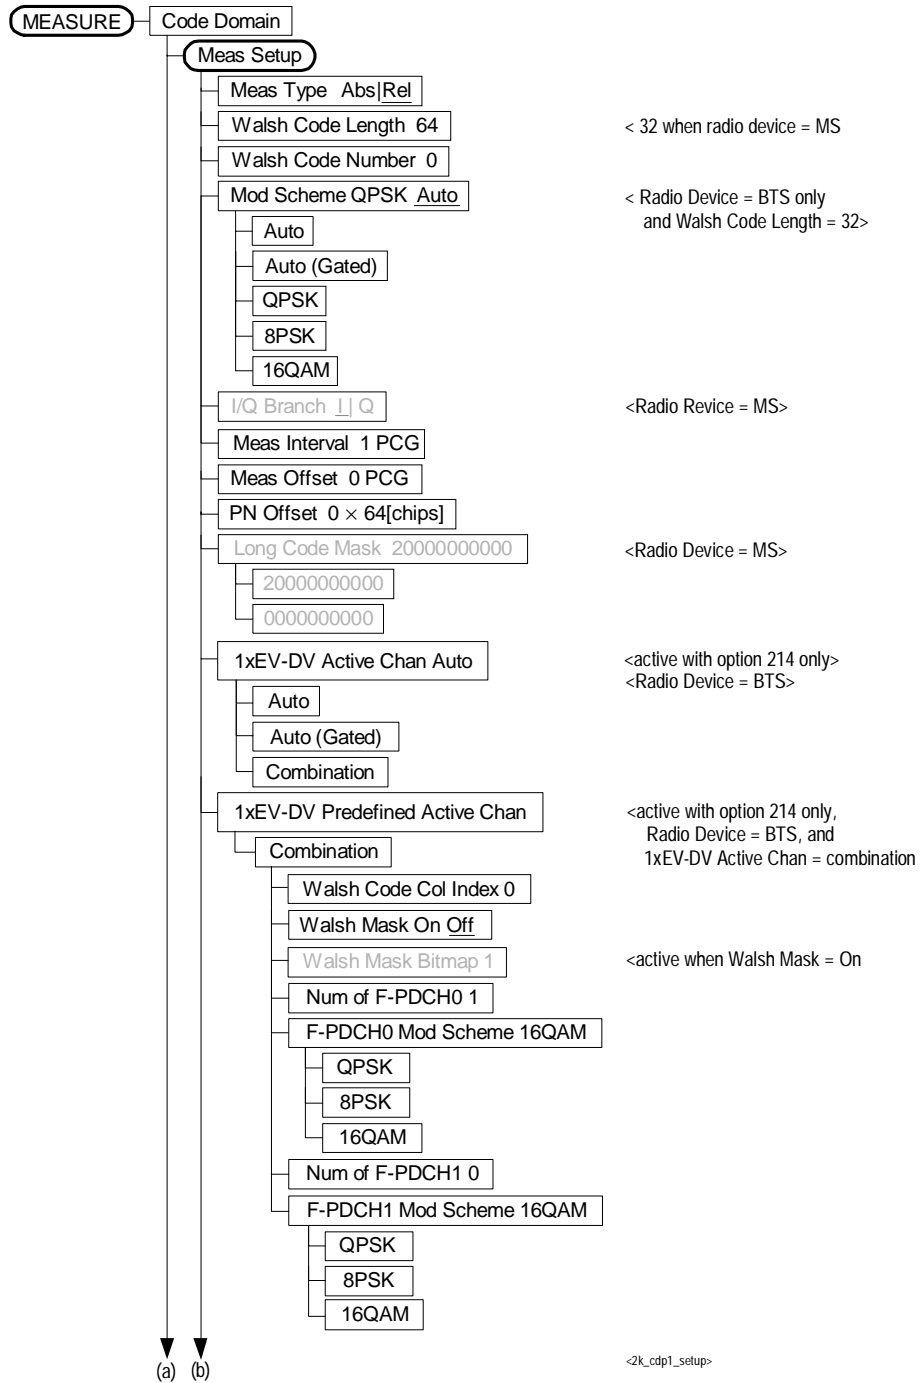 MEASURE Code Domain
Meas Setup
Meas Type Abs|Rel
Walsh Code Length 64 < 32 when radio device = MS
Walsh Code Number 0
Mod Scheme QPSK Auto < Radio Device = BTS only
and Walsh Code Length = 32>
Auto
Auto (Gated)
QPSK
8PSK
16QAM
I/Q Branch I| Q <Radio Revice = MS>
Meas Interval 1 PCG
Meas Offset 0 PCG
PN Offset 0 × 64[chips]
Long Code Mask 20000000000 <Radio Device = MS>
20000000000
0000000000
1xEV-DV Active Chan Auto <active with option 214 only>
<Radio Device = BTS>
Auto
Auto (Gated)
Combination
1xEV-DV Predefined Active Chan <active with option 214 only,
Radio Device = BTS, and
1xEV-DV Active Chan = combination
Combination
Walsh Code Col Index 0
Walsh Mask On Off
Walsh Mask Bitmap 1 <active when Walsh Mask = On
Num of F-PDCH0 1
F-PDCH0 Mod Scheme 16QAM
QPSK
8PSK
16QAM
Num of F-PDCH1 0
F-PDCH1 Mod Scheme 16QAM
QPSK
8PSK
16QAM
(a) (b) <2k_cdp1_setup>